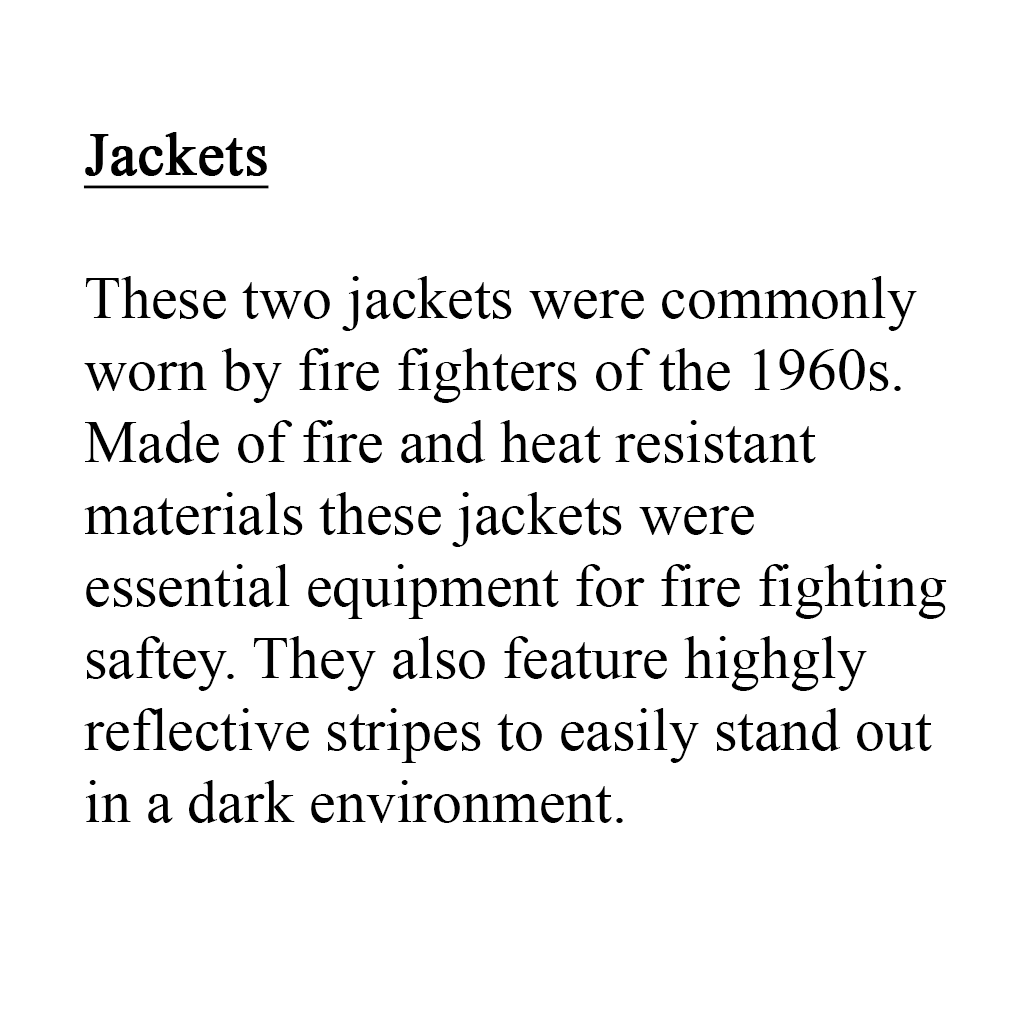 Jackets
These two jackets were commonly
worn by fire fighters of the 1960s.
Made of fire and heat resistant
materials these jackets were
essential equipment for fire fighting
saftey. They also feature highgly
reflective stripes to easily stand out
in a dark environment.